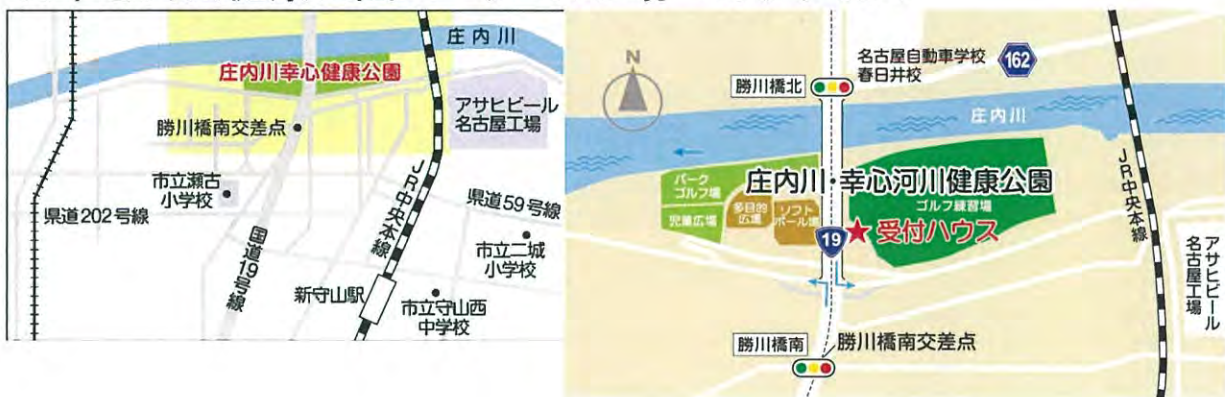 庄内川
庄内川幸心健康公園
アサヒビール
名古屋工場
勝川橋南交差点
市立瀬古
小学校
県道202号線
国道19号線
JR中央本線
県道59号線
市立二城
小学校
新守山駅
市立守山西
中学校
N
名古屋自動車学校
春日井校
162
勝川橋北
庄内川
パーク
ゴルフ場
庄内川・幸心河川健康公園
ゴルフ練習場
児童広場
多目的
広場
ソフト
ボール場
19
★受付ハウス
JR中央本線
アサヒビール
名古屋工場
勝川橋南
勝川橋南交差点